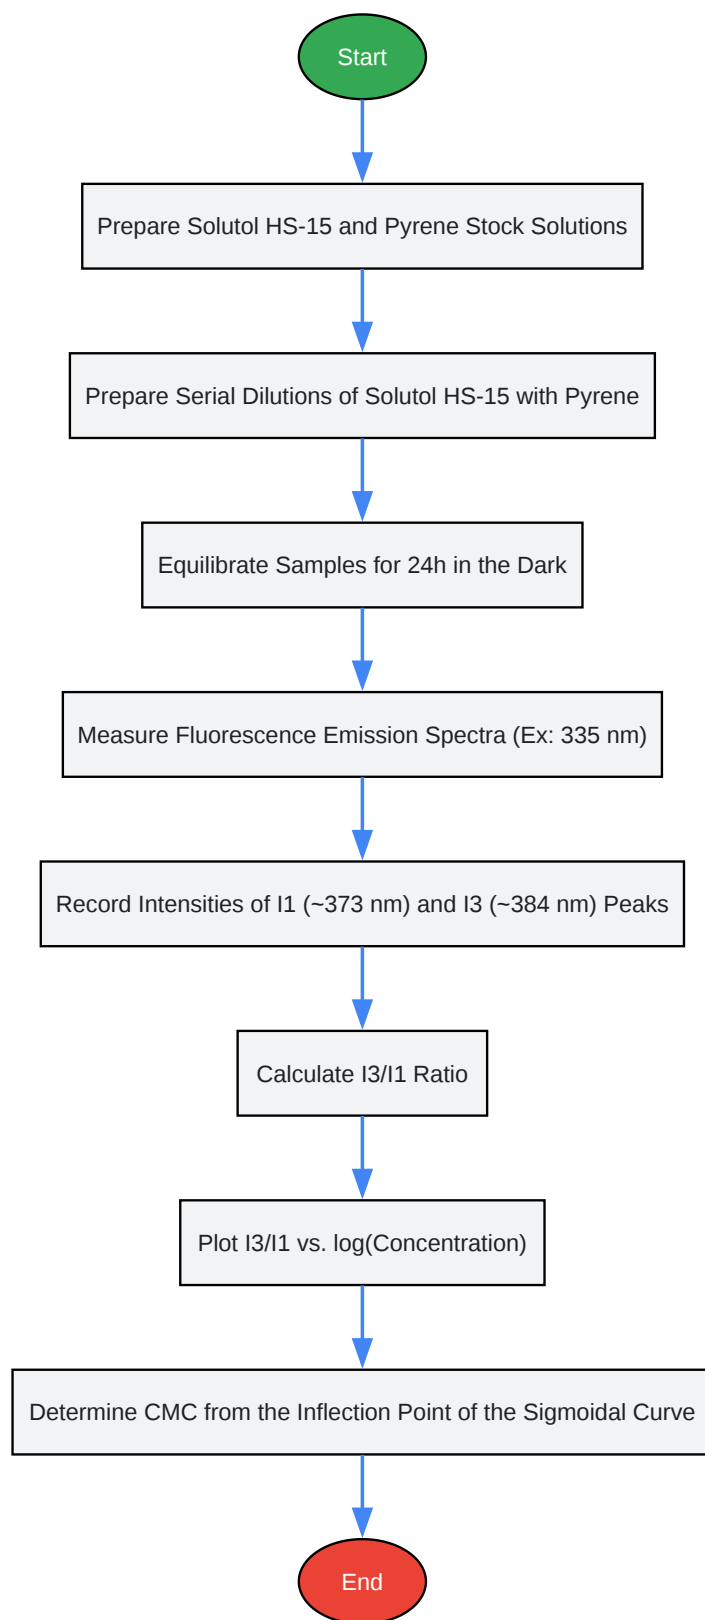 Start
Prepare Solutol HS-15 and Pyrene Stock Solutions
Prepare Serial Dilutions of Solutol HS-15 with Pyrene
Equilibrate Samples for 24h in the Dark
Measure Fluorescence Emission Spectra (Ex: 335 nm)
Record Intensities of I1 (~373 nm) and I3 (~384 nm) Peaks
Calculate I3/I1 Ratio
Plot I3/I1 vs. log(Concentration)
Determine CMC from the Inflection Point of the Sigmoidal Curve
End